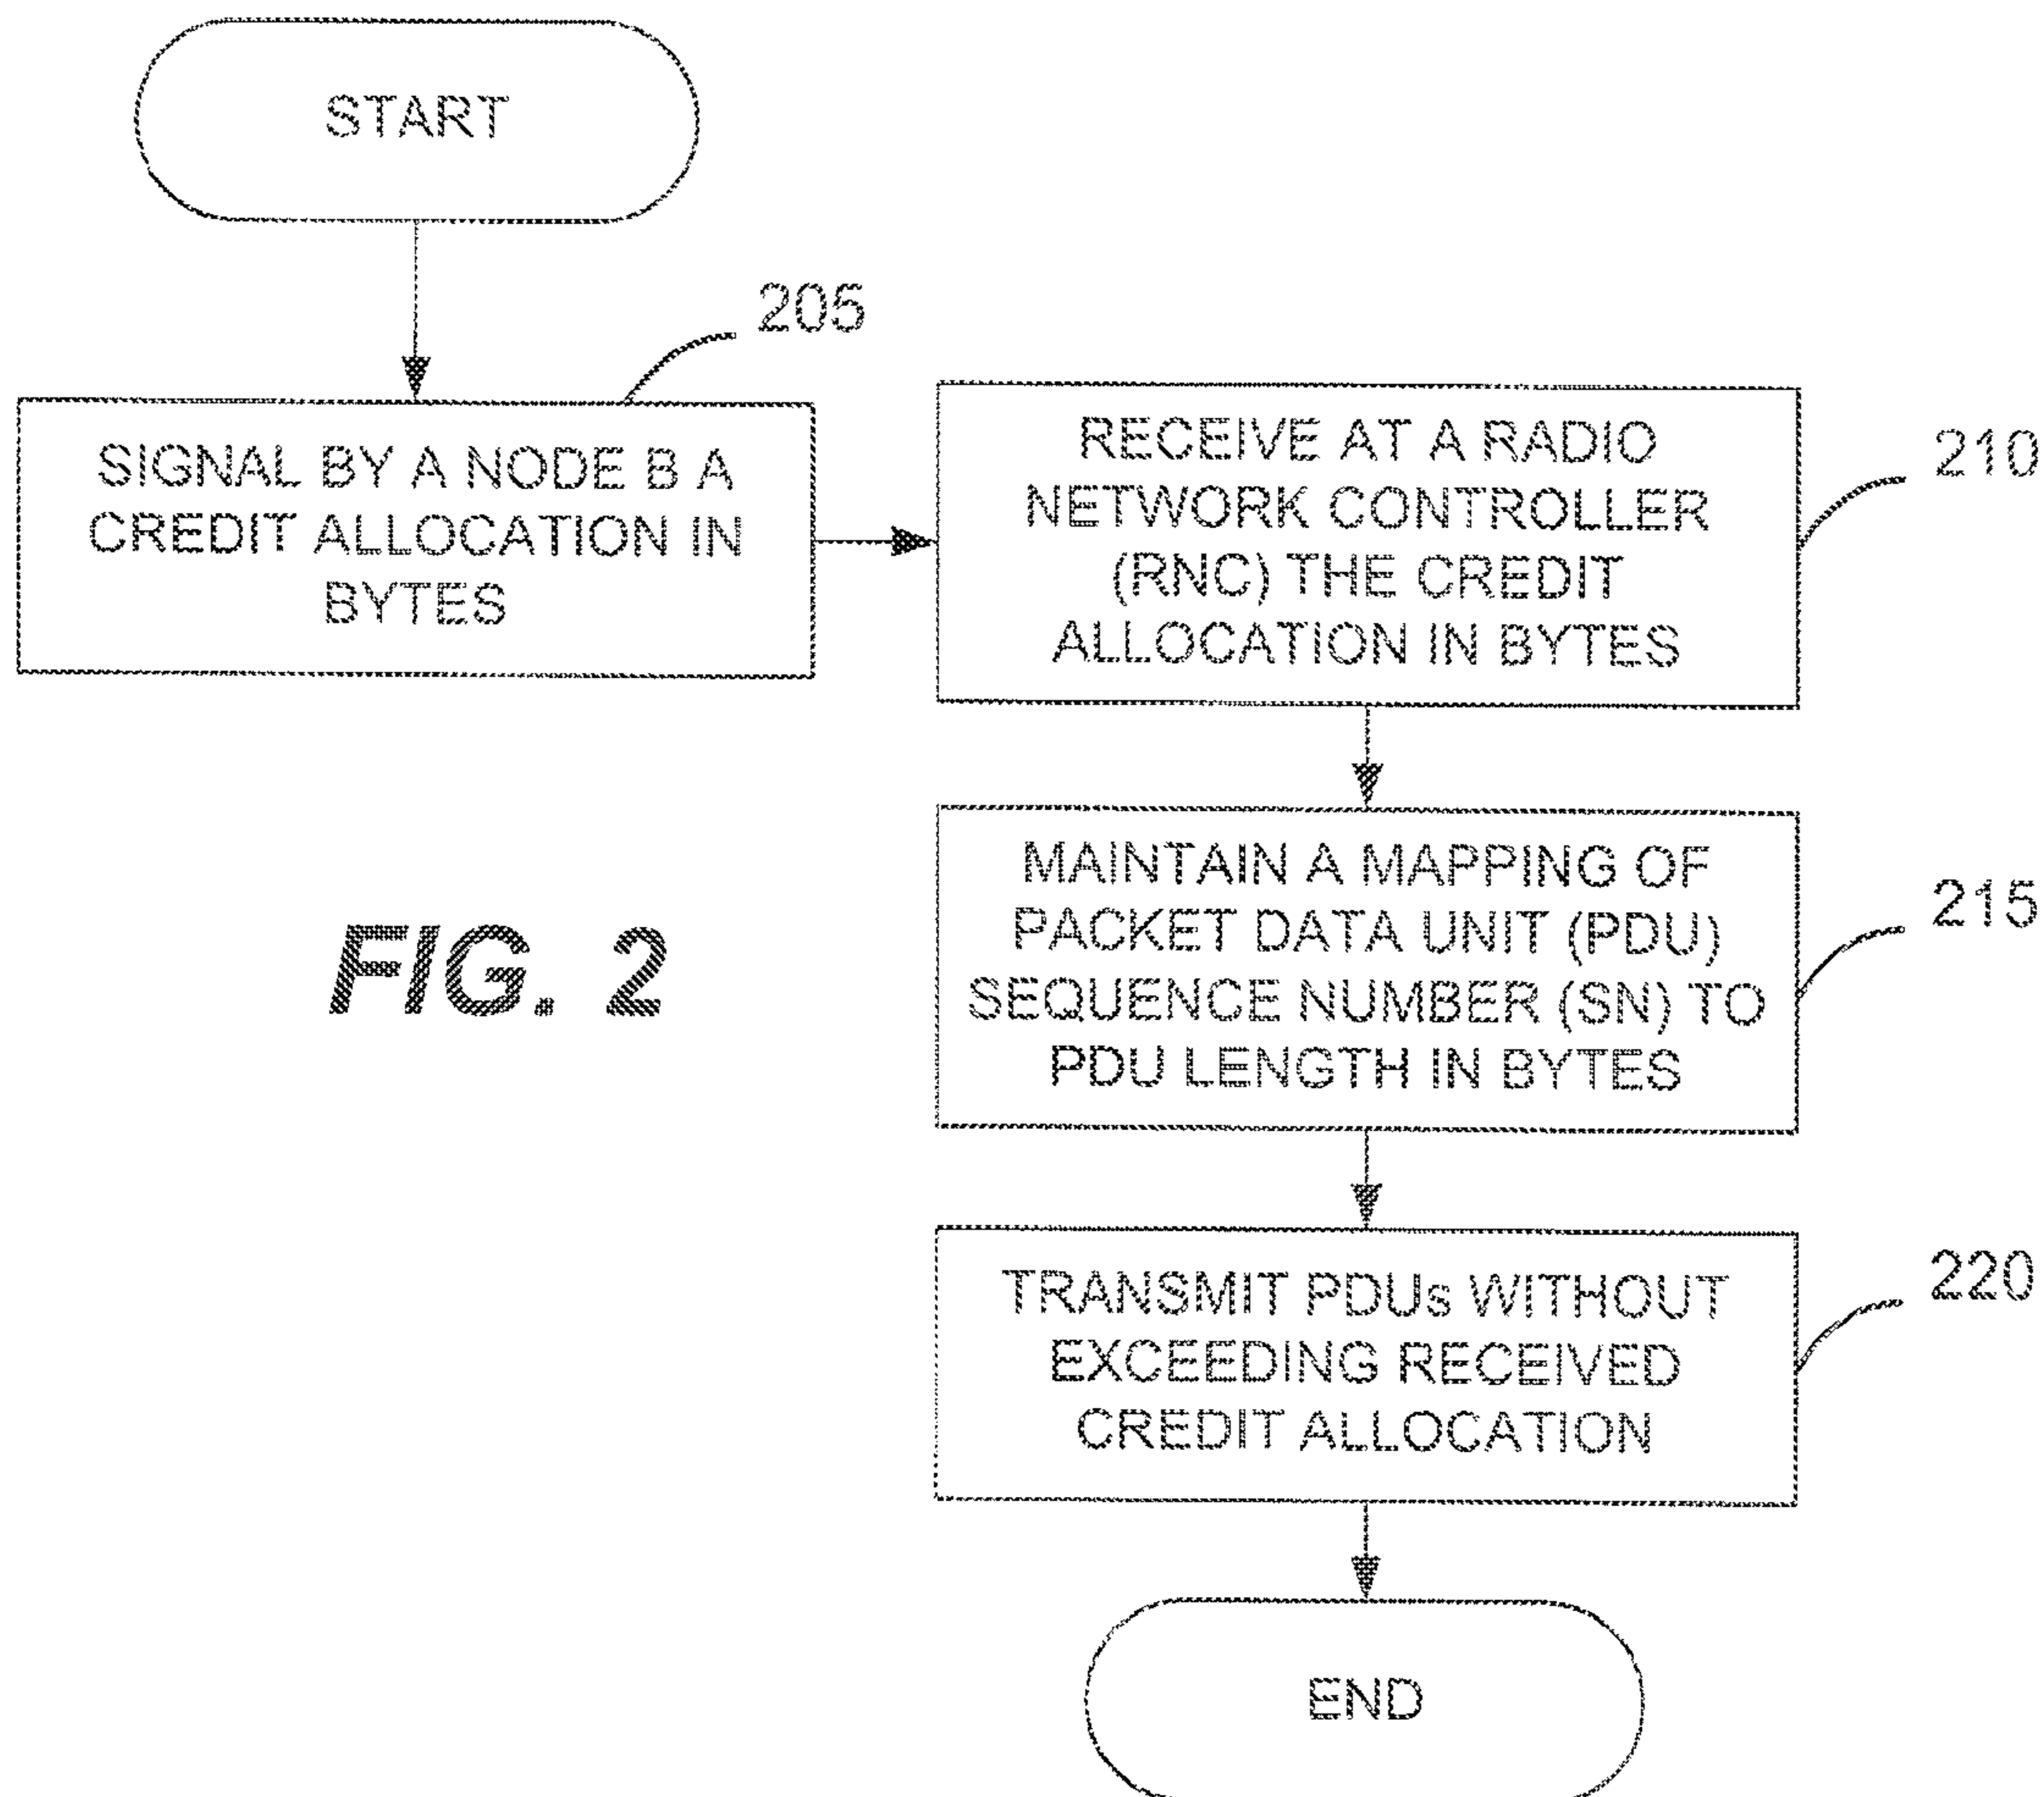 START
205
SIGNAL BY A NODE B A
CREDIT ALLOCATION IN
BYTES
RECEIVE AT A RADIO
NETWORK CONTROLLER
(RNC) THE CREDIT
ALLOCATION IN BYTES
210
MAINTAIN A MAPPING OF
PACKET DATA UNIT (PDU)
SEQUENCE NUMBER (SN) TO
PDU LENGTH IN BYTES
215
FIG. 2
TRANSMIT PDUs WITHOUT
EXCEEDING RECEIVED
CREDIT ALLOCATION
220
END